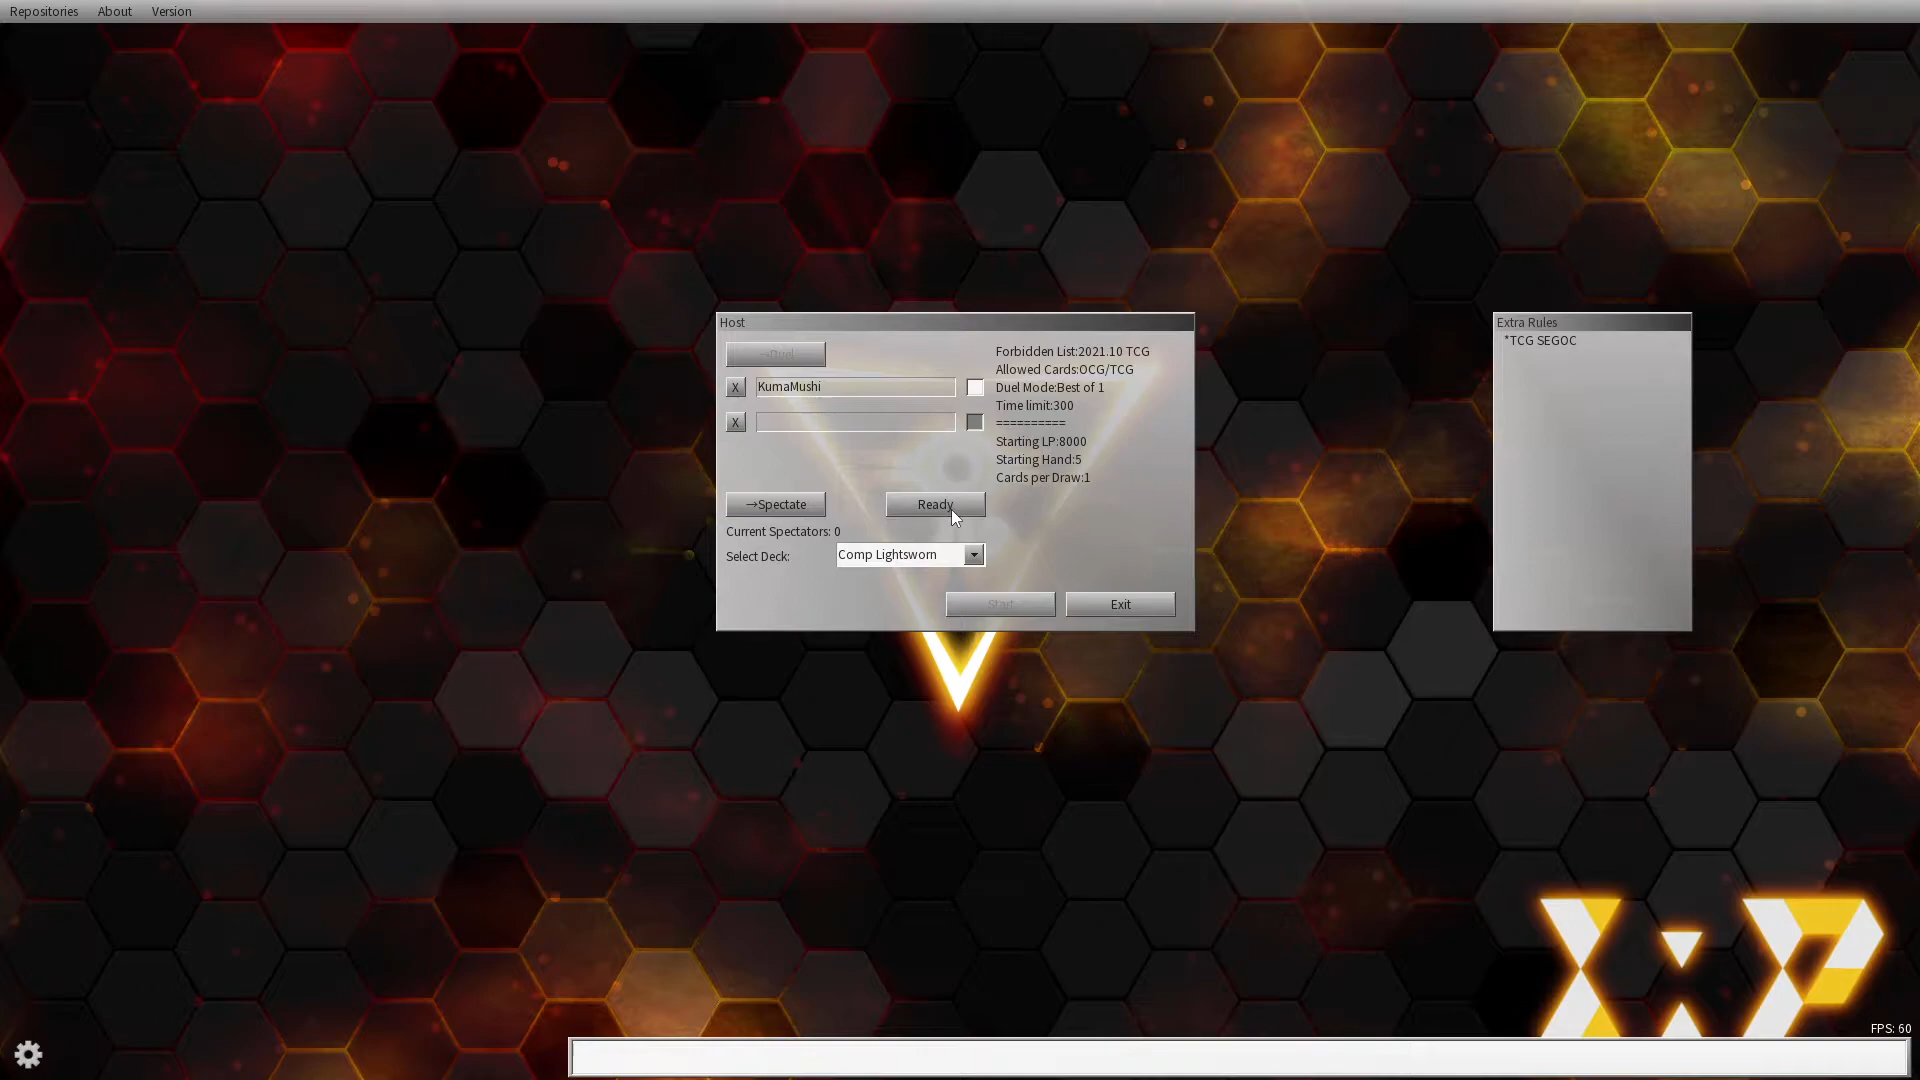 Repositories About Version
Host
→Duel
KumaMushi
X
X
Forbidden List:2021.10 TCG
Allowed Cards:OCG/TCG
Duel Mode:Best of 1
Time limit:300
==========
Starting LP:8000
Starting Hand:5
Cards per Draw:1
→Spectate
Ready
Current Spectators: 0
Select Deck:
Comp Lightsworn
Start
Exit
Extra Rules
*TCG SEGOC
FPS: 60